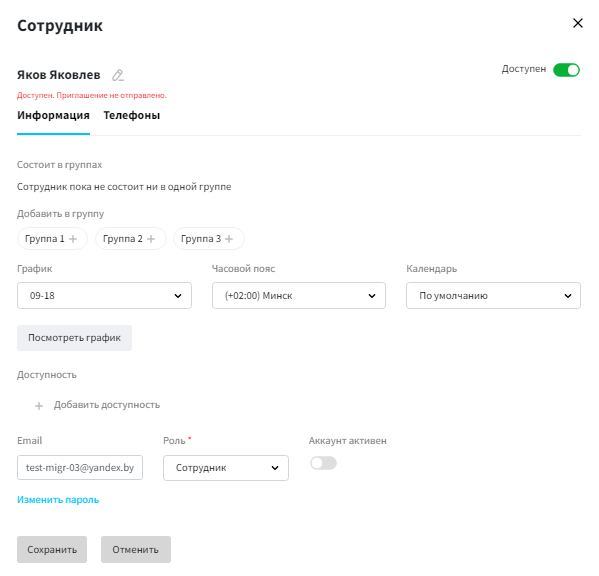 Сотрудник
Яков Яковлев
Доступен
Доступен. Приглашение не отправлено.
Информация Телефоны
Состоит в группах
Сотрудник пока не состоит ни в одной группе
Добавить в группу
Группа 1 + Группа 2 + Группа 3 +
График Часовой пояс Календарь
09-18 (+02:00) Минск По умолчанию
Посмотреть график
Доступность
+ Добавить доступность
Email Роль * Аккаунт активен
test-migr-03@yandex.by Сотрудник
Изменить пароль
Сохранить Отменить